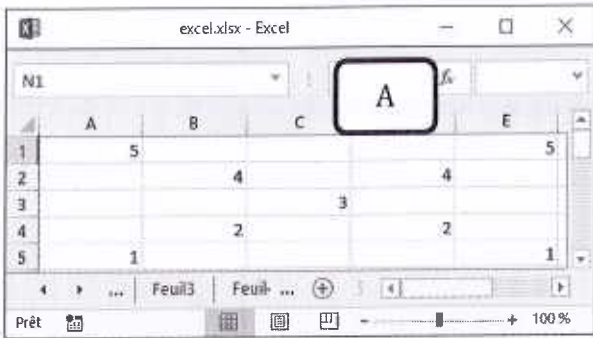 excel.xlsx - Excel
N1 A fx
A B C E
1 5 5
2 4 4
3 3
4 2 2
5 1 1
... Feuil3 Feuil ...
Prêt 100 %